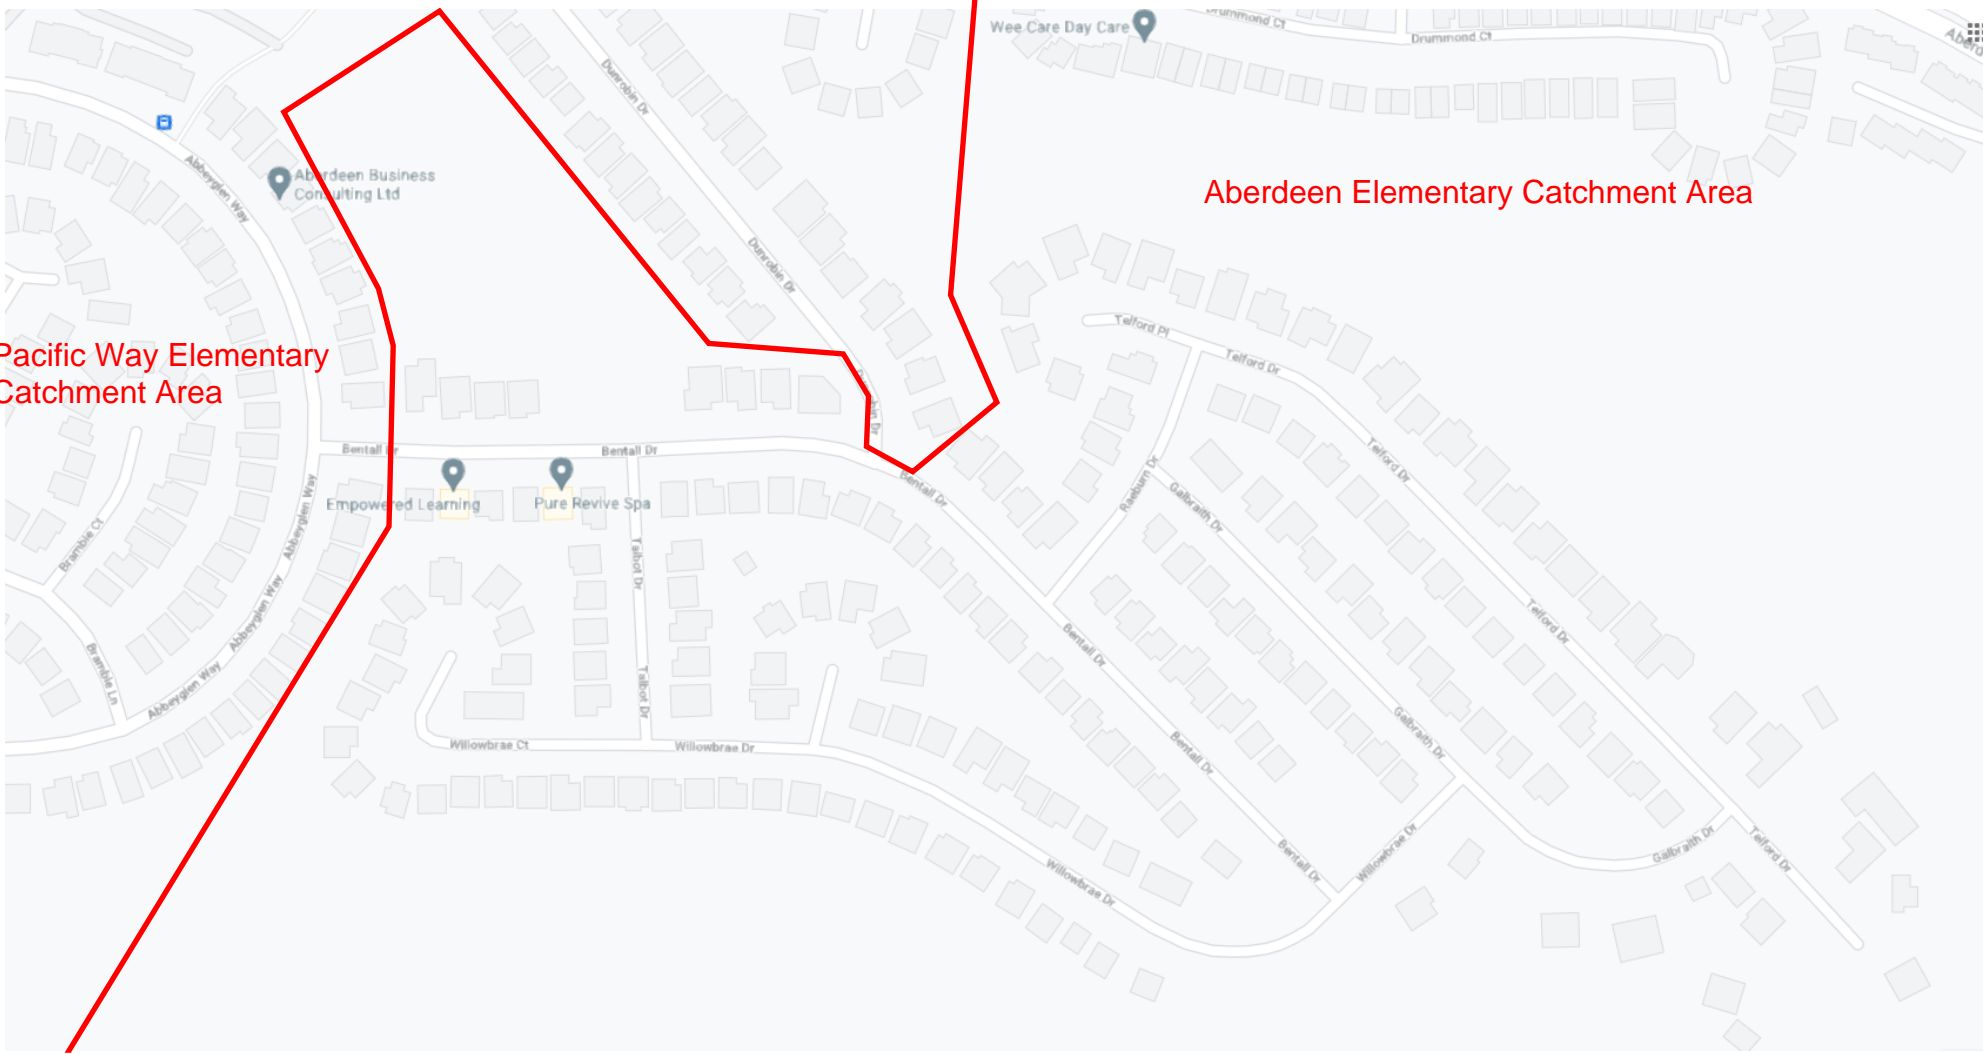 Wee Care Day Care
Drummond Ct
Drummond Ct
Dunrobin Dr
Abbeyglen Way
Aberdeen Business
Consulting Ltd
Aberdeen Elementary Catchment Area
Dunrobin Dr
Telford Pl
Telford Dr
Pacific Way Elementary
Catchment Area
Dunrobin Dr
Bentall Dr
Bentall Dr
Telford Dr
Bentall Dr
Raeburn Dr
Galbraith Dr
Empowered Learning
Pure Revive Spa
Abbeyglen Way
Bramble Ct
Talbot Dr
Abbeyglen Way
Telford Dr
Bentall Dr
Bramble Ln
Abbeyglen Way
Talbot Dr
Galbraith Dr
Willowbrae Ct
Willowbrae Dr
Bentall Dr
Bentall Dr
Willowbrae Dr
Galbraith Dr
Telford Dr
Willowbrae Dr